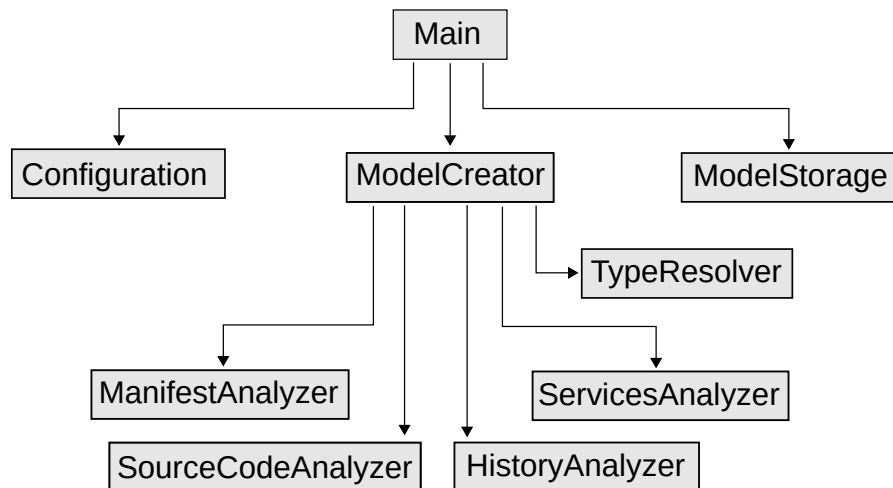 Main
Configuration
ModelCreator
ModelStorage
TypeResolver
ManifestAnalyzer
ServicesAnalyzer
SourceCodeAnalyzer
HistoryAnalyzer